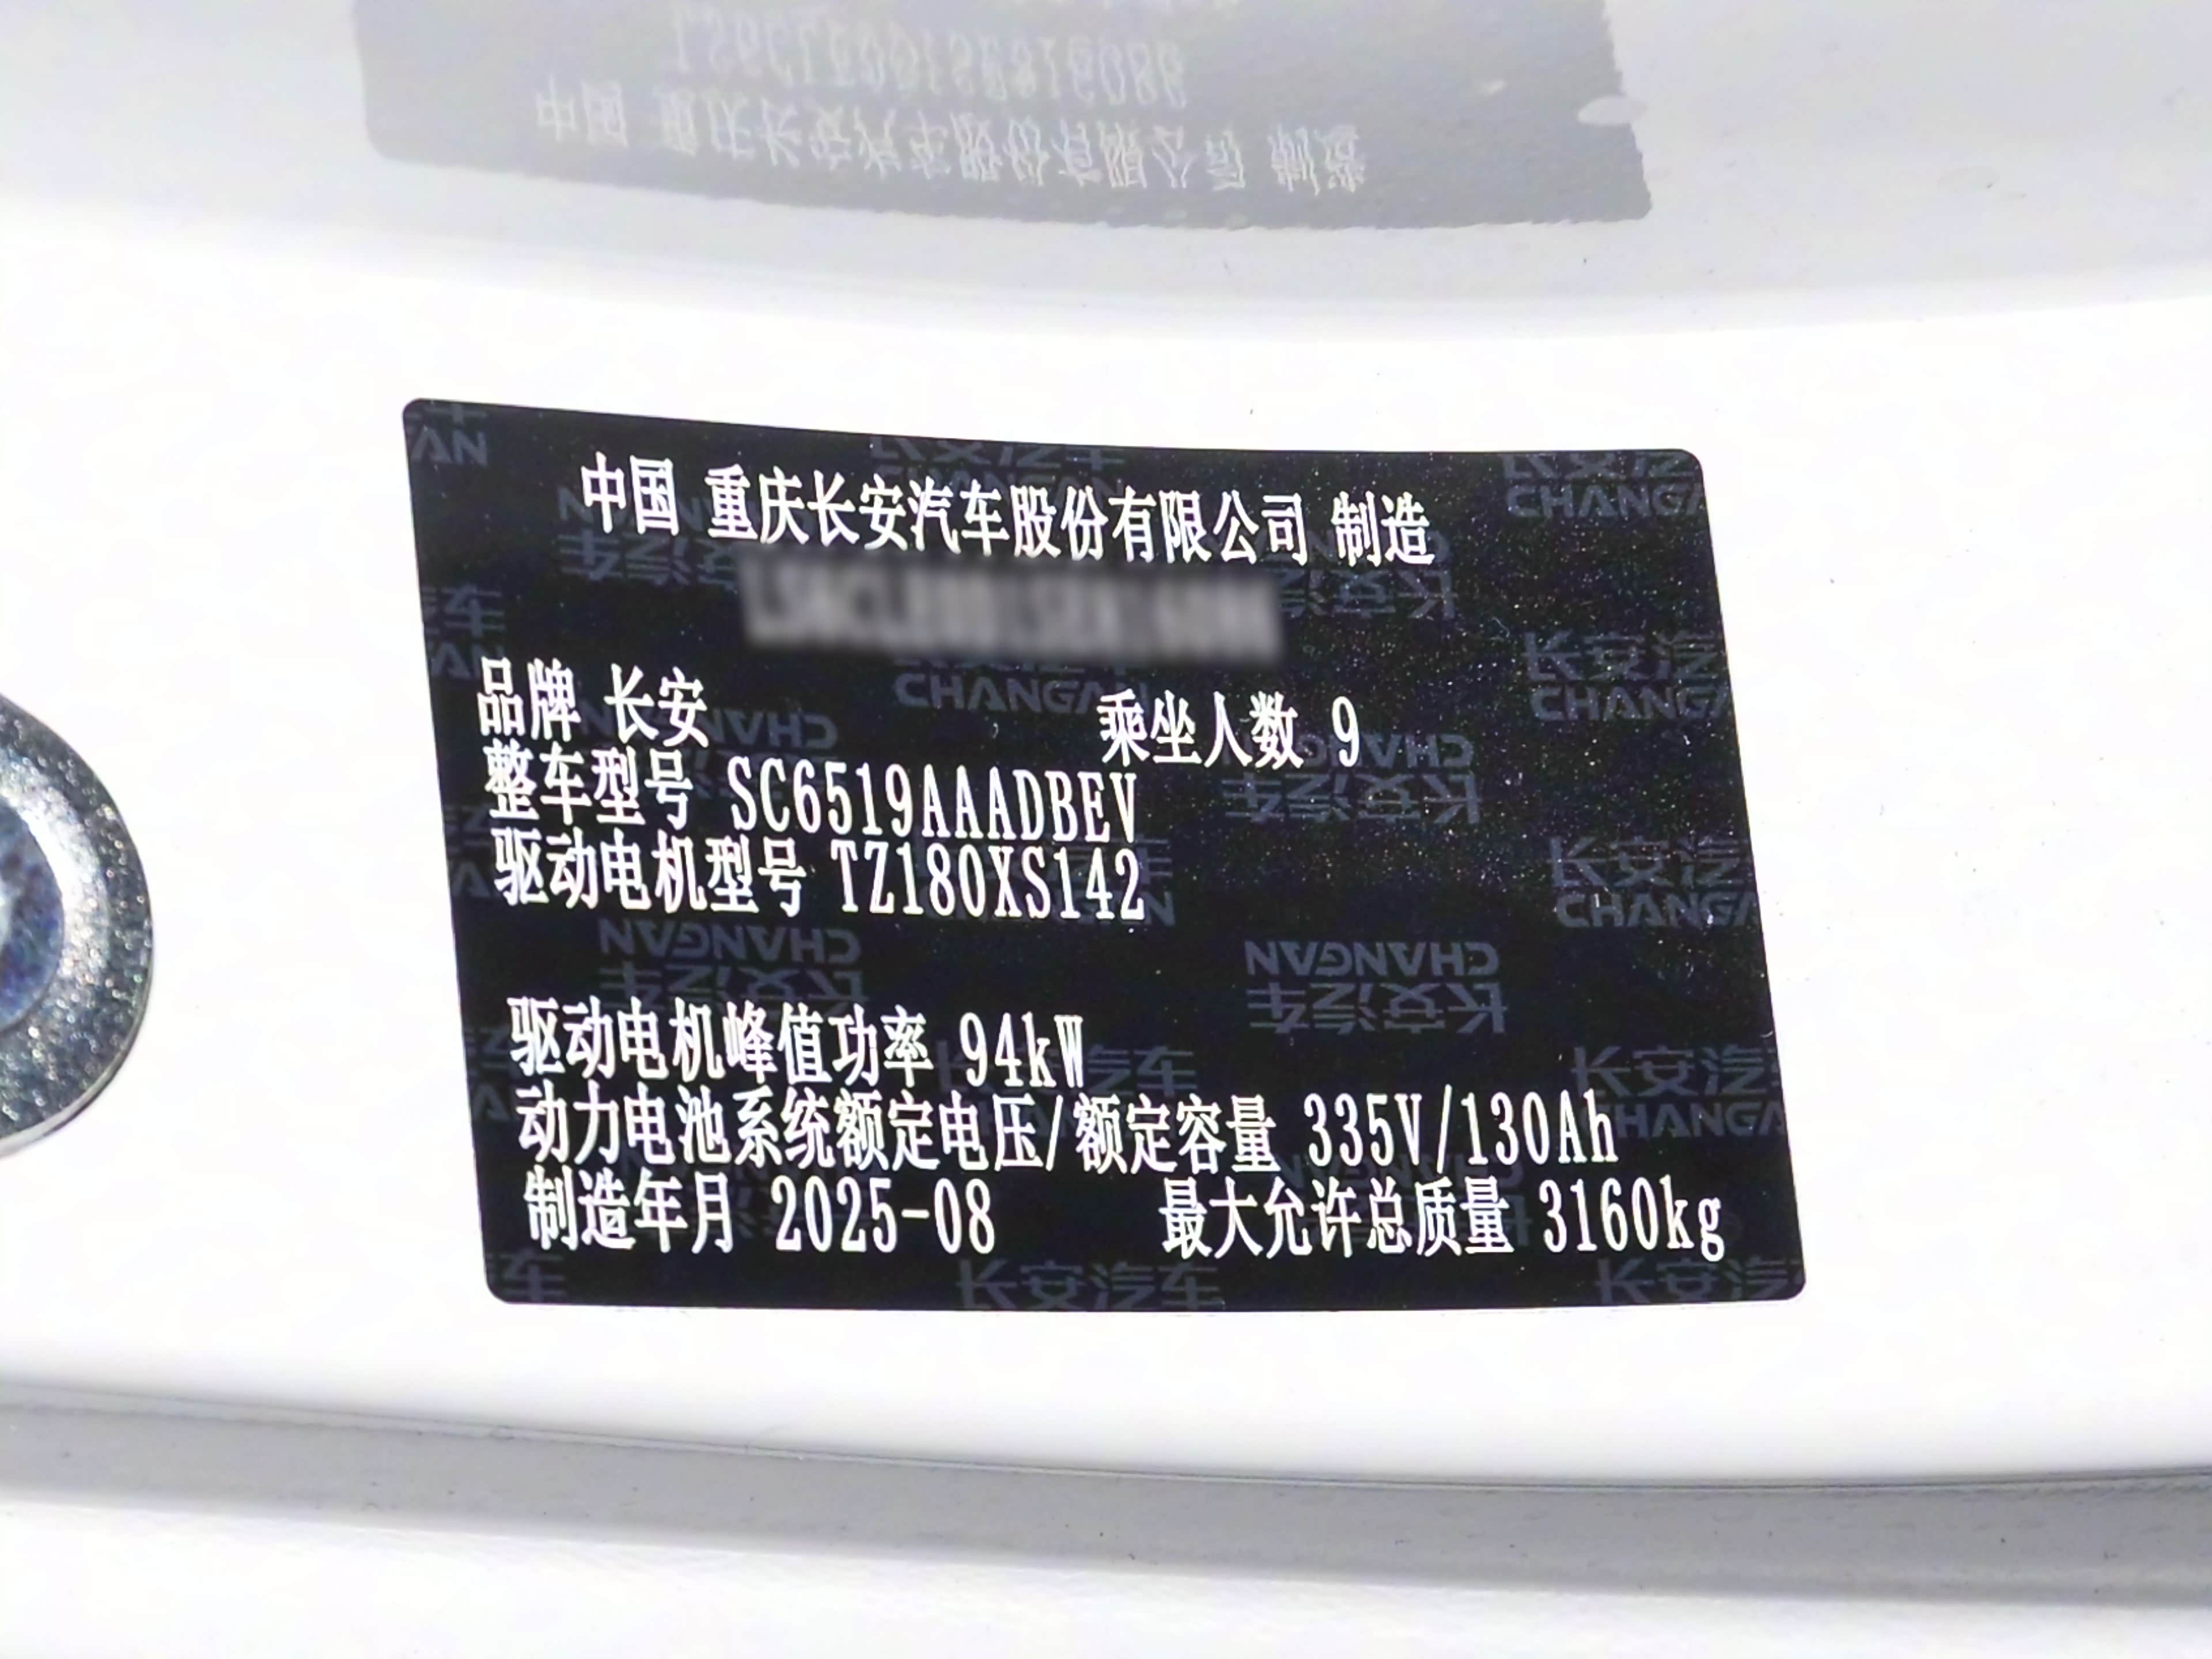 中国 重庆长安汽车股份有限公司 制造
品牌 长安 乘坐人数 9
整车型号 SC6519AAADBEV
驱动电机型号 TZ180XS142
驱动电机峰值功率 94kW
动力电池系统额定电压/额定容量 335V/130Ah
制造年月 2025-08 最大允许总质量 3160kg